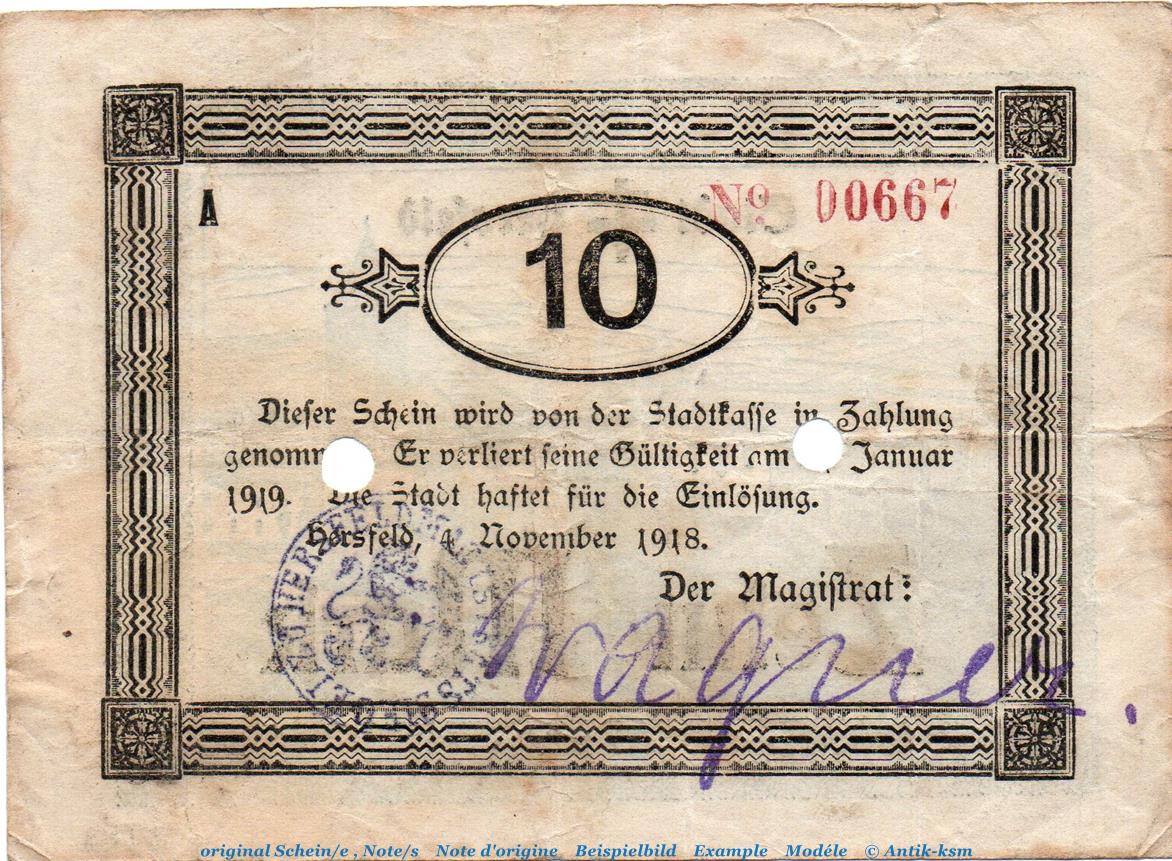 A
No. 00667
10
Dieser Schein wird von der Stadtkasse in Zahlung
genomm Er verliert seine Gültigkeit am Januar
1919. Die Stadt haftet für die Einlösung.
Hersfeld, 4. November 1918.
Der Magistrat:
Wagner.
original Schein/e , Note/s Note d'origine Beispielbild Example Modéle © Antik-ksm